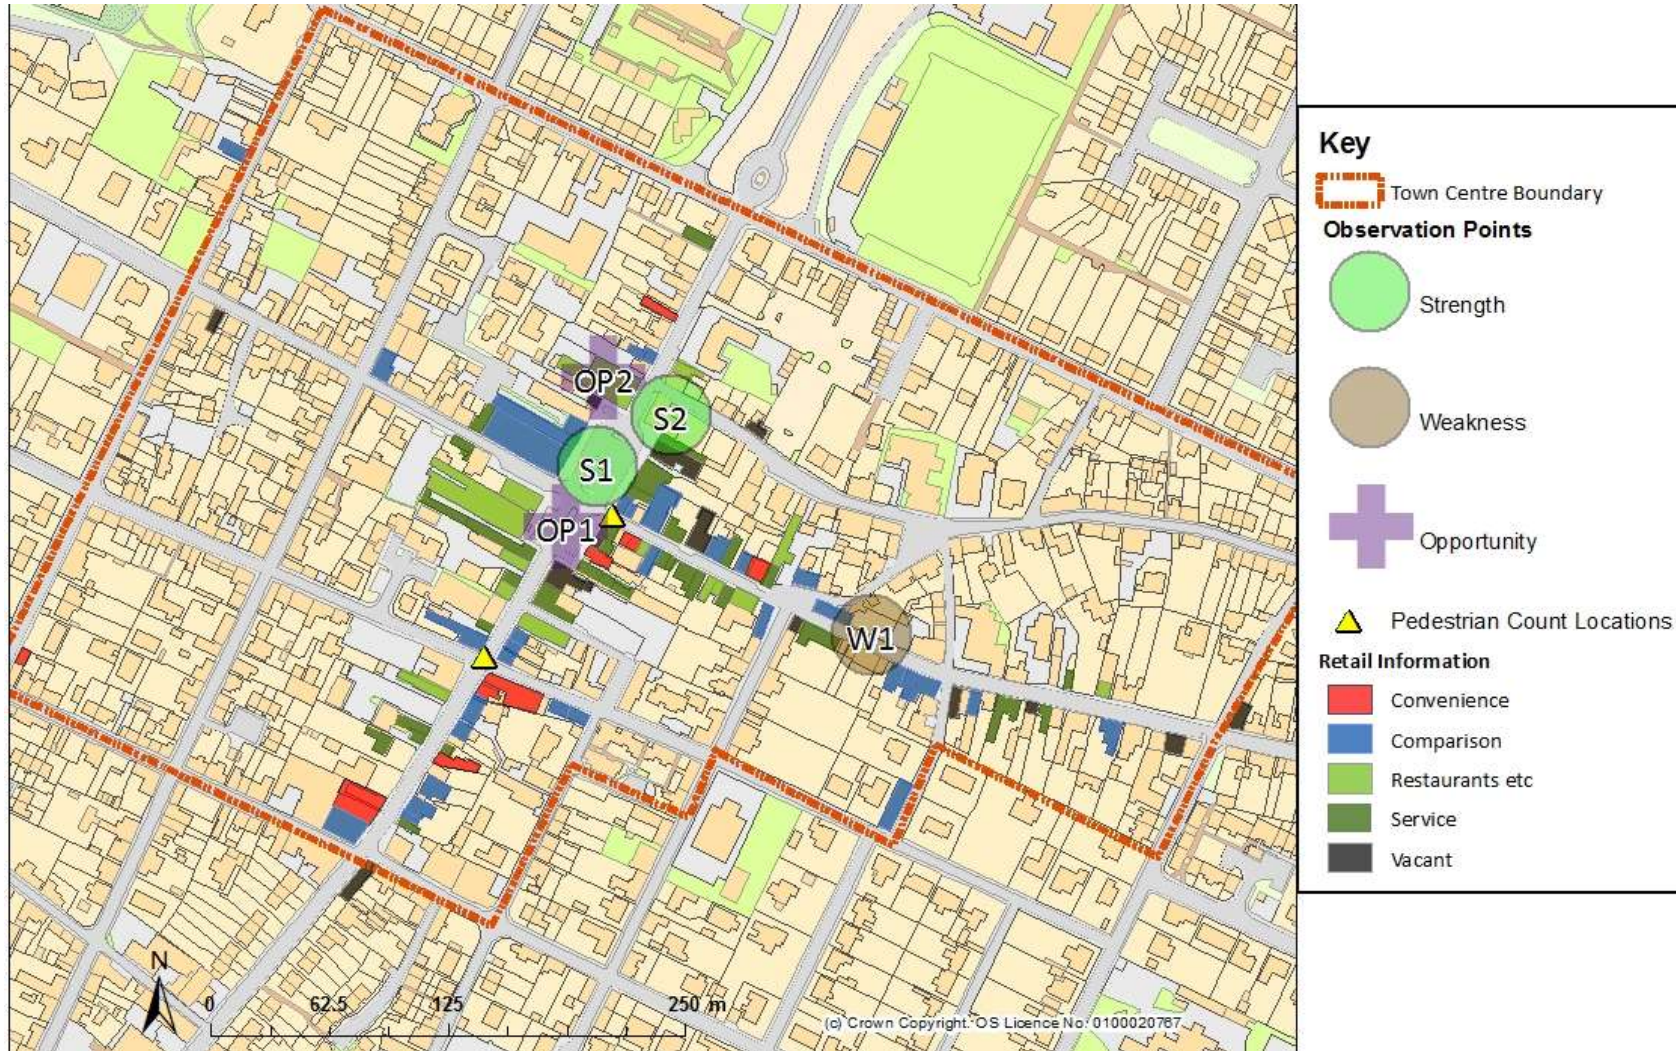 OP2
S2
S1
OP1
W1
N
0 62.5 125 250 m
(c) Crown Copyright. OS Licence No: 0100020767
Key
Town Centre Boundary
Observation Points
Strength
Weakness
Opportunity
Pedestrian Count Locations
Retail Information
Convenience
Comparison
Restaurants etc
Service
Vacant